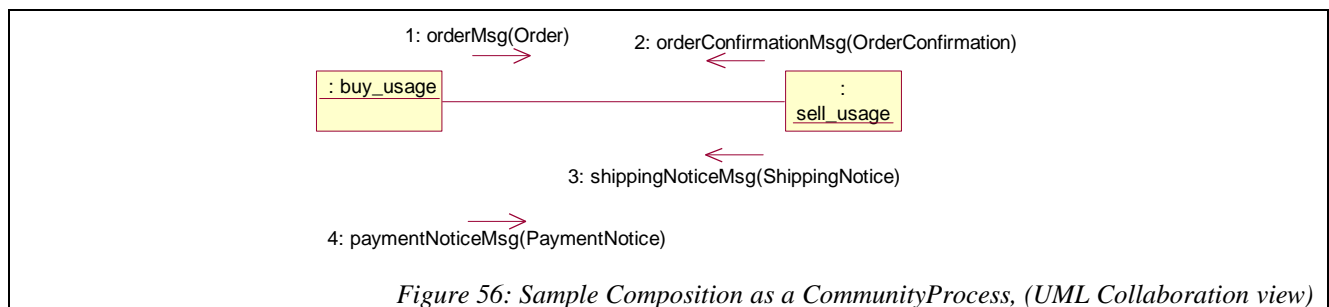 1: orderMsg(Order)
2: orderConfirmationMsg(OrderConfirmation)
: buy_usage
:
sell_usage
3: shippingNoticeMsg(ShippingNotice)
4: paymentNoticeMsg(PaymentNotice)
Figure 56: Sample Composition as a CommunityProcess, (UML Collaboration view)